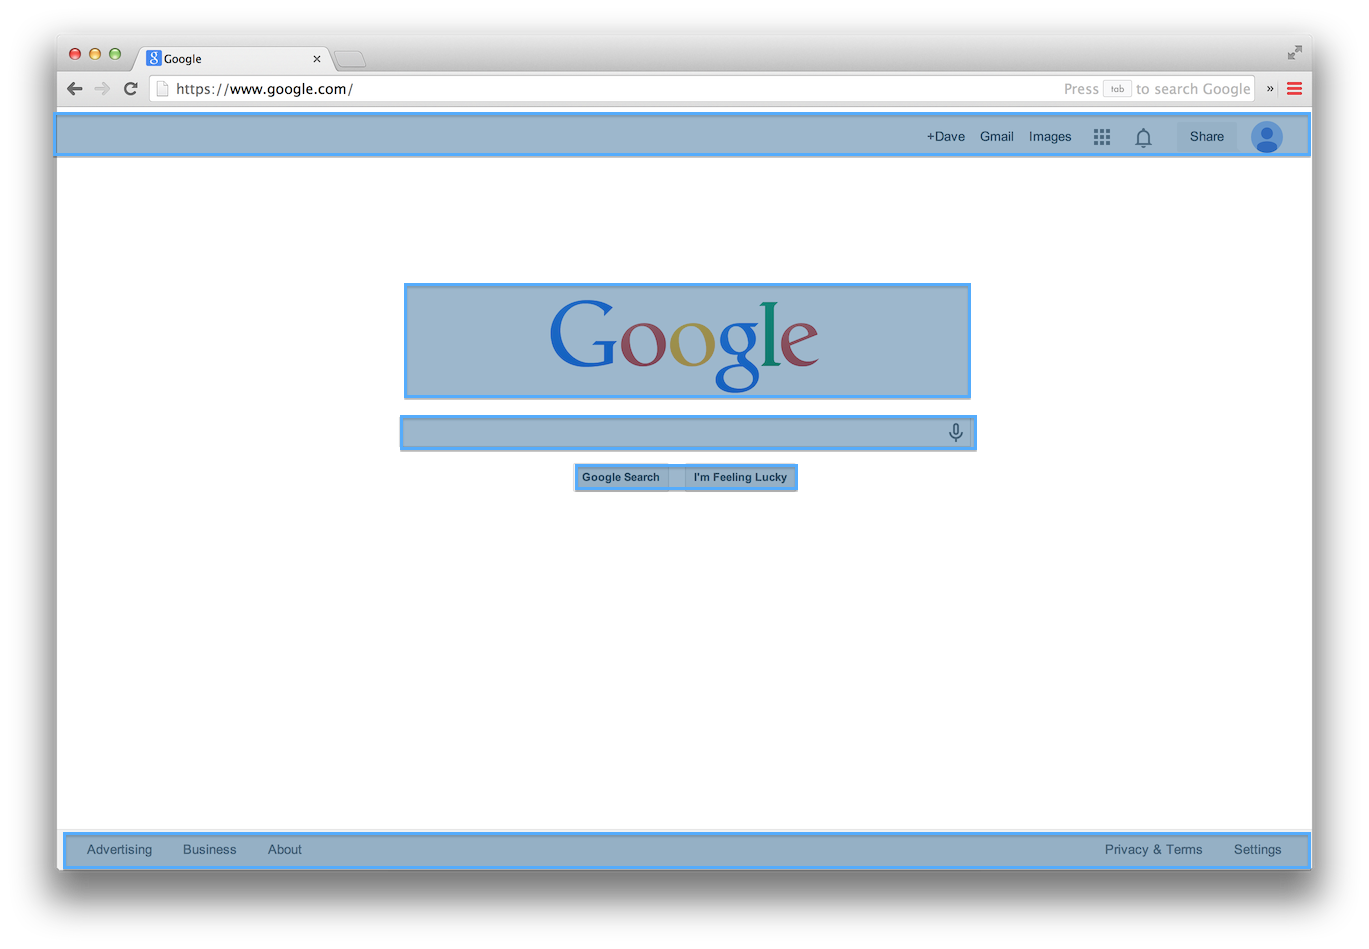 Google
https://www.google.com/
Press tab to search Google »
+Dave Gmail Images Share
Google
Google Search I'm Feeling Lucky
Advertising Business About Privacy & Terms Settings